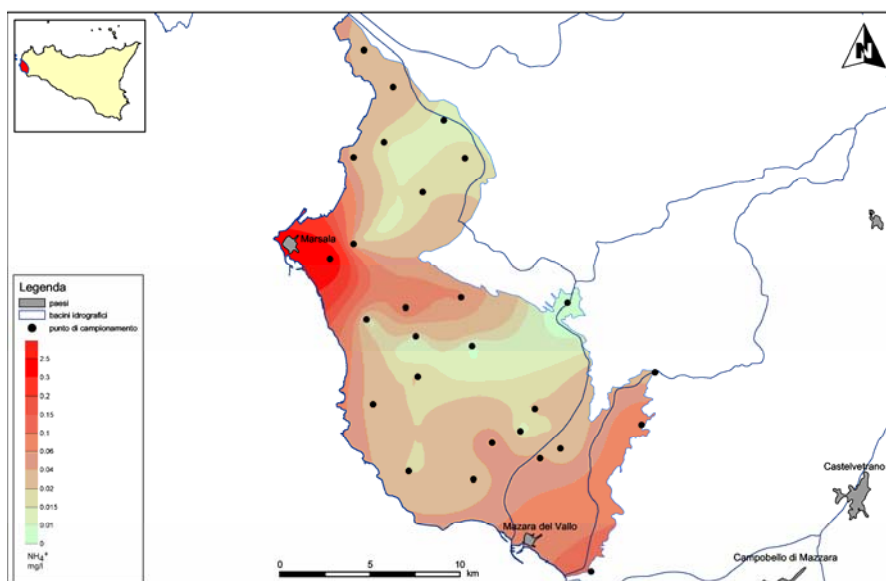 N
Marsala
Legenda
paesi
bacini idrografici
punto di campionamento
2.5
0.3
0.2
0.15
0.1
0.06
0.04
0.02
0.015
0.01
0
NH₄⁺
mg/l
Castelvetrano
Mazara del Vallo
Campobello di Mazzara
0 5 10
km